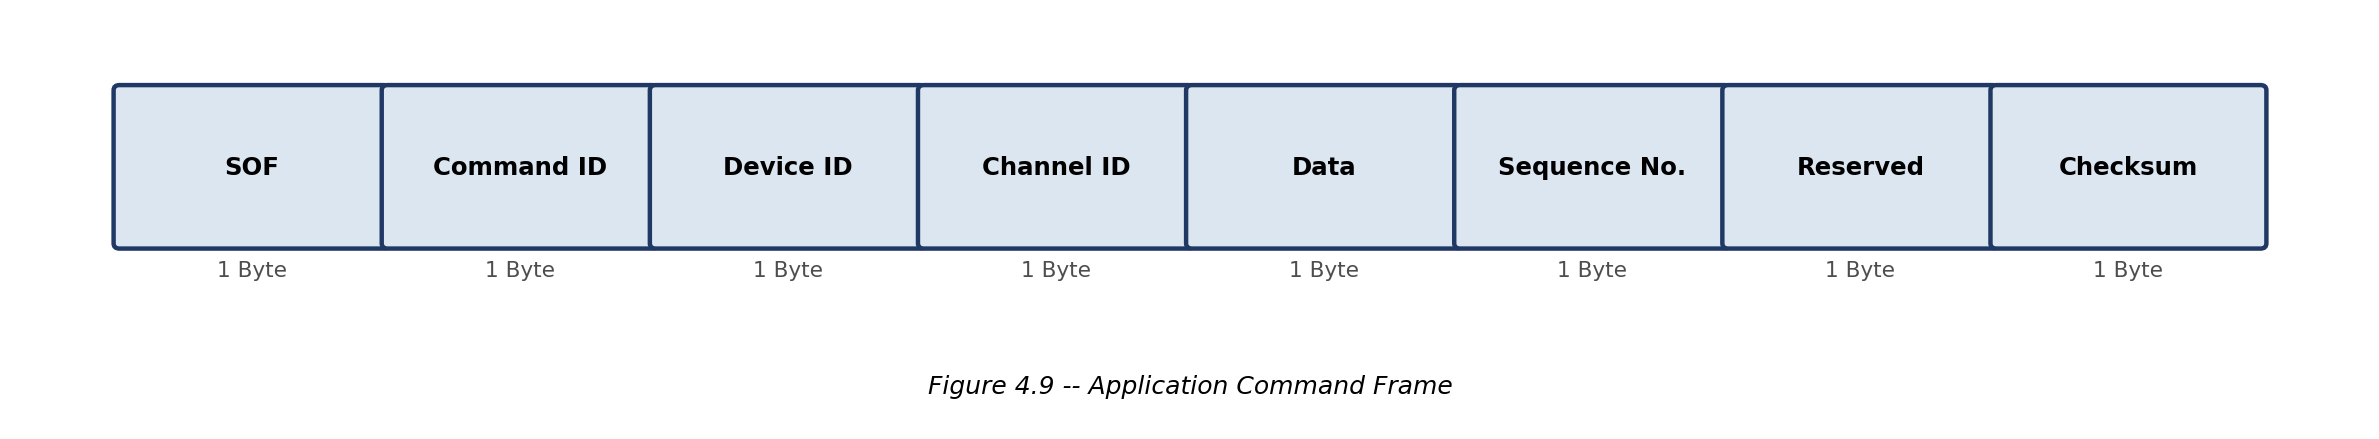 SOF Command ID Device ID Channel ID Data Sequence No. Reserved Checksum
1 Byte 1 Byte 1 Byte 1 Byte 1 Byte 1 Byte 1 Byte 1 Byte
Figure 4.9 -- Application Command Frame